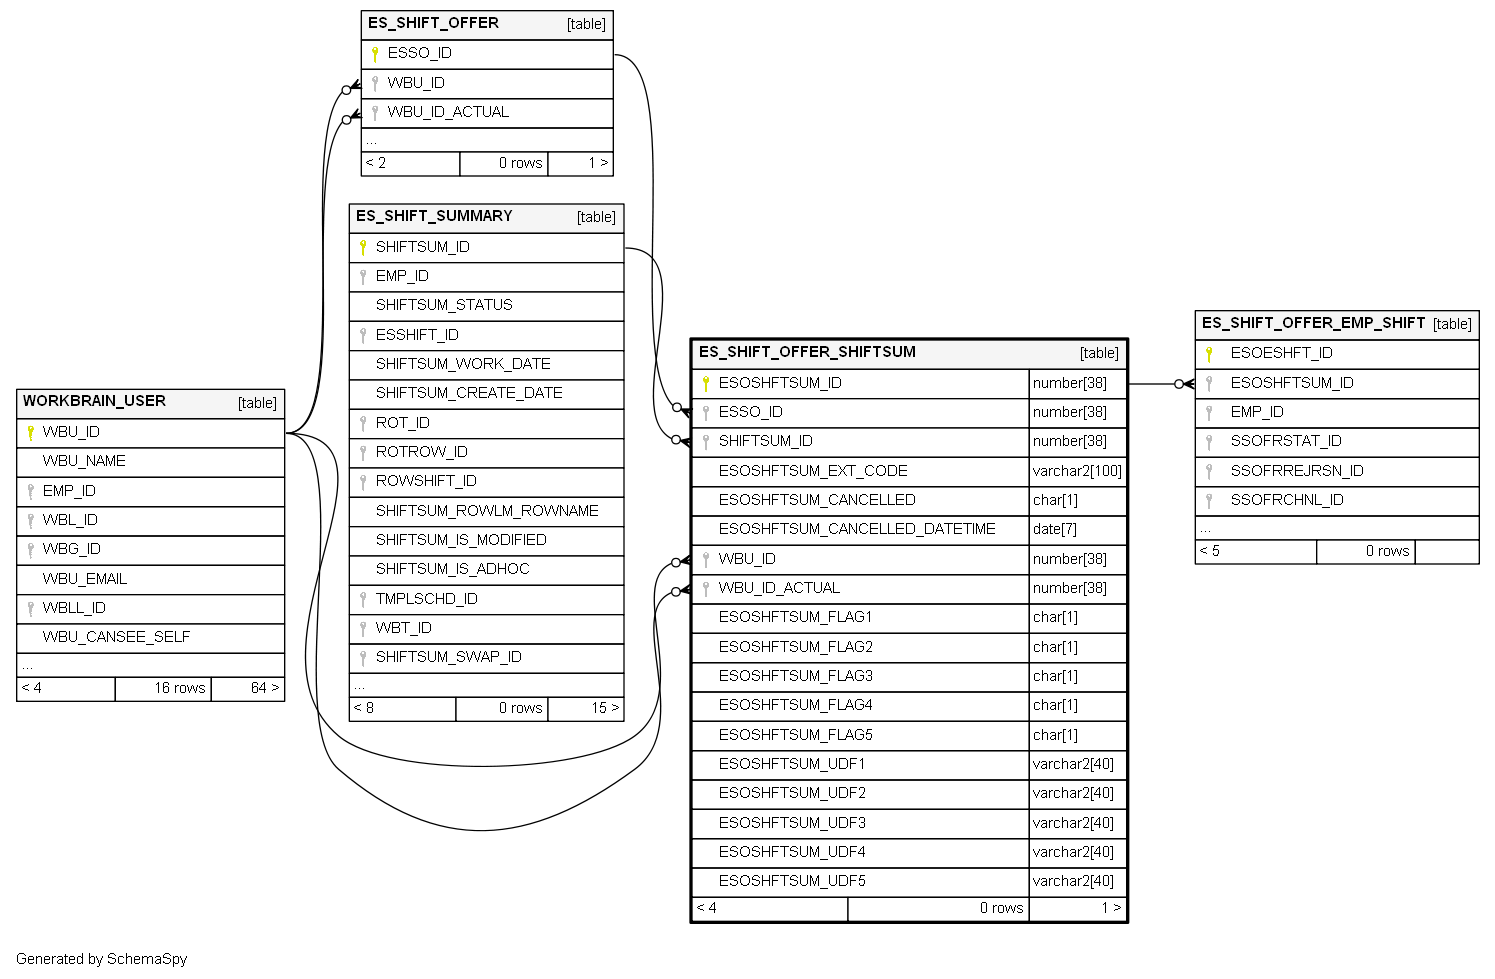 ES_SHIFT_OFFER [table]
ESSO_ID
WBU_ID
WBU_ID_ACTUAL
...
< 2 0 rows 1 >
ES_SHIFT_SUMMARY [table]
SHIFTSUM_ID
EMP_ID
SHIFTSUM_STATUS
ESSHIFT_ID
SHIFTSUM_WORK_DATE
SHIFTSUM_CREATE_DATE
ROT_ID
ROTROW_ID
ROWSHIFT_ID
SHIFTSUM_ROWLM_ROWNAME
SHIFTSUM_IS_MODIFIED
SHIFTSUM_IS_ADHOC
TMPLSCHD_ID
WBT_ID
SHIFTSUM_SWAP_ID
...
< 8 0 rows 15 >
WORKBRAIN_USER [table]
WBU_ID
WBU_NAME
EMP_ID
WBL_ID
WBG_ID
WBU_EMAIL
WBLL_ID
WBU_CANSEE_SELF
...
< 4 16 rows 64 >
ES_SHIFT_OFFER_SHIFTSUM [table]
ESOSHFTSUM_ID number[38]
ESSO_ID number[38]
SHIFTSUM_ID number[38]
ESOSHFTSUM_EXT_CODE varchar2[100]
ESOSHFTSUM_CANCELLED char[1]
ESOSHFTSUM_CANCELLED_DATETIME date[7]
WBU_ID number[38]
WBU_ID_ACTUAL number[38]
ESOSHFTSUM_FLAG1 char[1]
ESOSHFTSUM_FLAG2 char[1]
ESOSHFTSUM_FLAG3 char[1]
ESOSHFTSUM_FLAG4 char[1]
ESOSHFTSUM_FLAG5 char[1]
ESOSHFTSUM_UDF1 varchar2[40]
ESOSHFTSUM_UDF2 varchar2[40]
ESOSHFTSUM_UDF3 varchar2[40]
ESOSHFTSUM_UDF4 varchar2[40]
ESOSHFTSUM_UDF5 varchar2[40]
< 4 0 rows 1 >
ES_SHIFT_OFFER_EMP_SHIFT [table]
ESOESHFT_ID
ESOSHFTSUM_ID
EMP_ID
SSOFRSTAT_ID
SSOFRREJRSN_ID
SSOFRCHNL_ID
...
< 5 0 rows
Generated by SchemaSpy